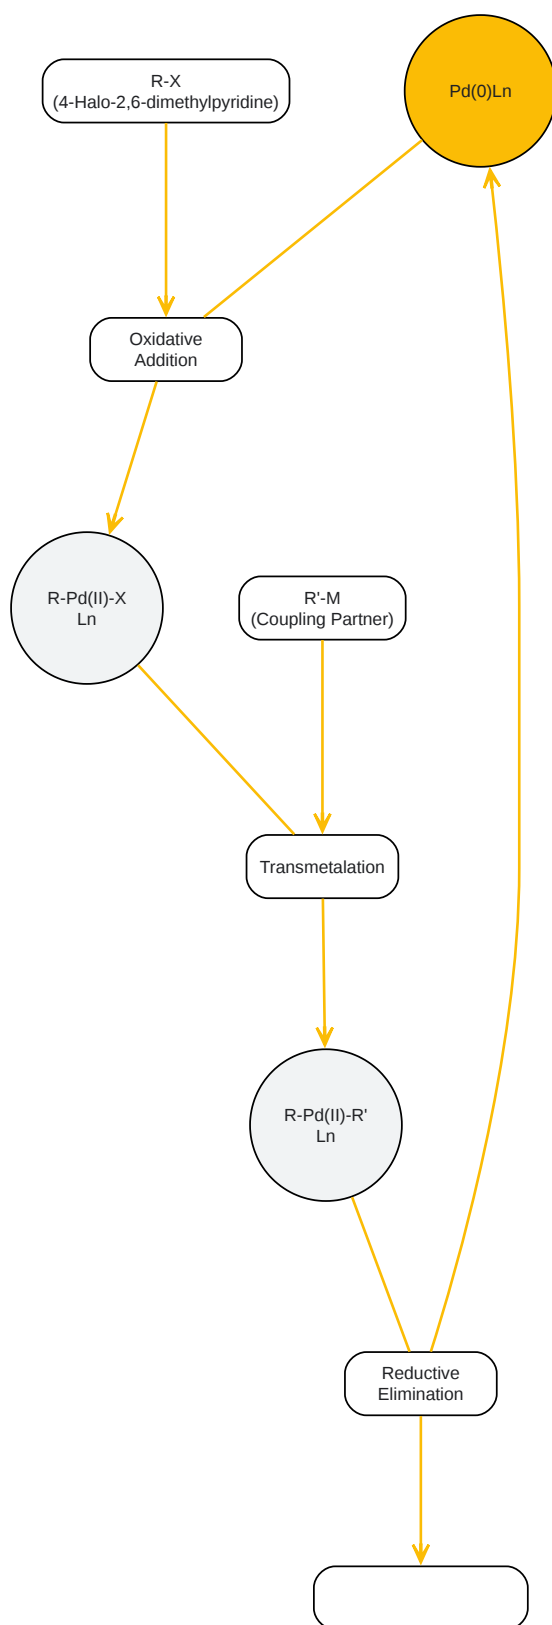 R-X
(4-Halo-2,6-dimethylpyridine)
Pd(0)Ln
Oxidative
Addition
R-Pd(II)-X
Ln
R'-M
(Coupling Partner)
Transmetalation
R-Pd(II)-R'
Ln
Reductive
Elimination